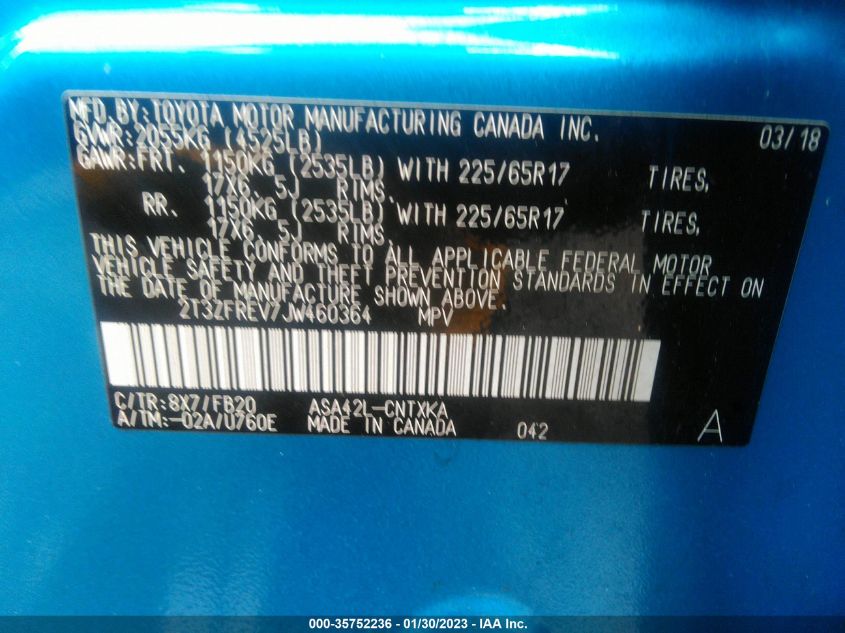 MFD. BY:TOYOTA MOTOR MANUFACTURING CANADA INC. 03/18
GVWR:2055KG (4525LB)
GAWR:FRT. 1150KG (2535LB) WITH 225/65R17 TIRES,
17X6. 5J RIMS,
RR. 1150KG (2535LB) WITH 225/65R17 TIRES,
17X6. 5J RIMS,
THIS VEHICLE CONFORMS TO ALL APPLICABLE FEDERAL MOTOR
VEHICLE SAFETY AND THEFT PREVENTION STANDARDS IN EFFECT ON
THE DATE OF MANUFACTURE SHOWN ABOVE.
2T3ZFREV7JW460364 MPV
C/TR:8X7/FB20 ASA42L-CNTXKA
A/TM:-02A/U760E MADE IN CANADA 042 A
000-35752236 - 01/30/2023 - IAA Inc.